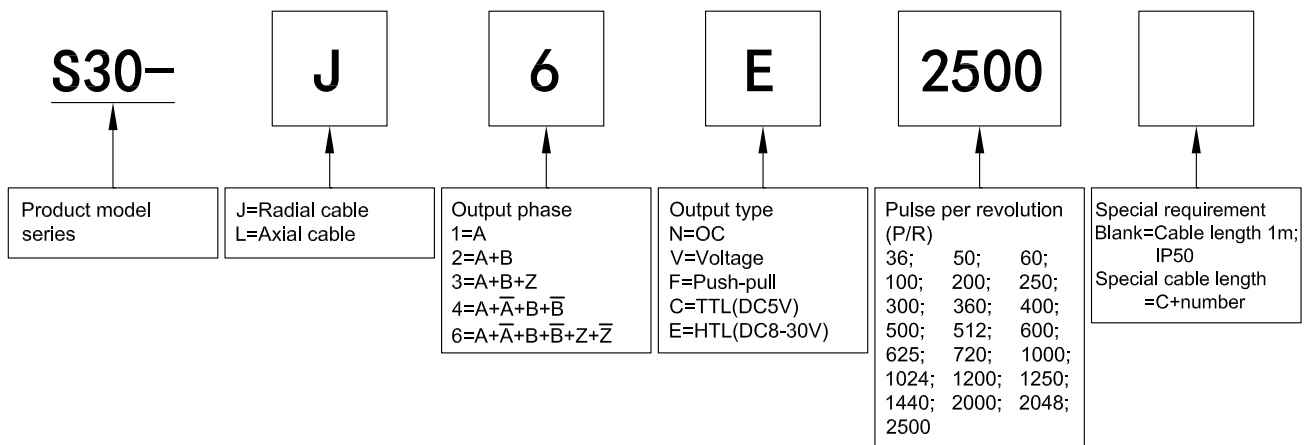 S30-
J
6
E
2500
Product model
series
J=Radial cable
L=Axial cable
Output phase
1=A
2=A+B
3=A+B+Z
4=A+A̅+B+B̅
6=A+A̅+B+B̅+Z+Z̅
Output type
N=OC
V=Voltage
F=Push-pull
C=TTL(DC5V)
E=HTL(DC8-30V)
Pulse per revolution
(P/R)
36; 50; 60;
100; 200; 250;
300; 360; 400;
500; 512; 600;
625; 720; 1000;
1024; 1200; 1250;
1440; 2000; 2048;
2500
Special requirement
Blank=Cable length 1m;
IP50
Special cable length
=C+number